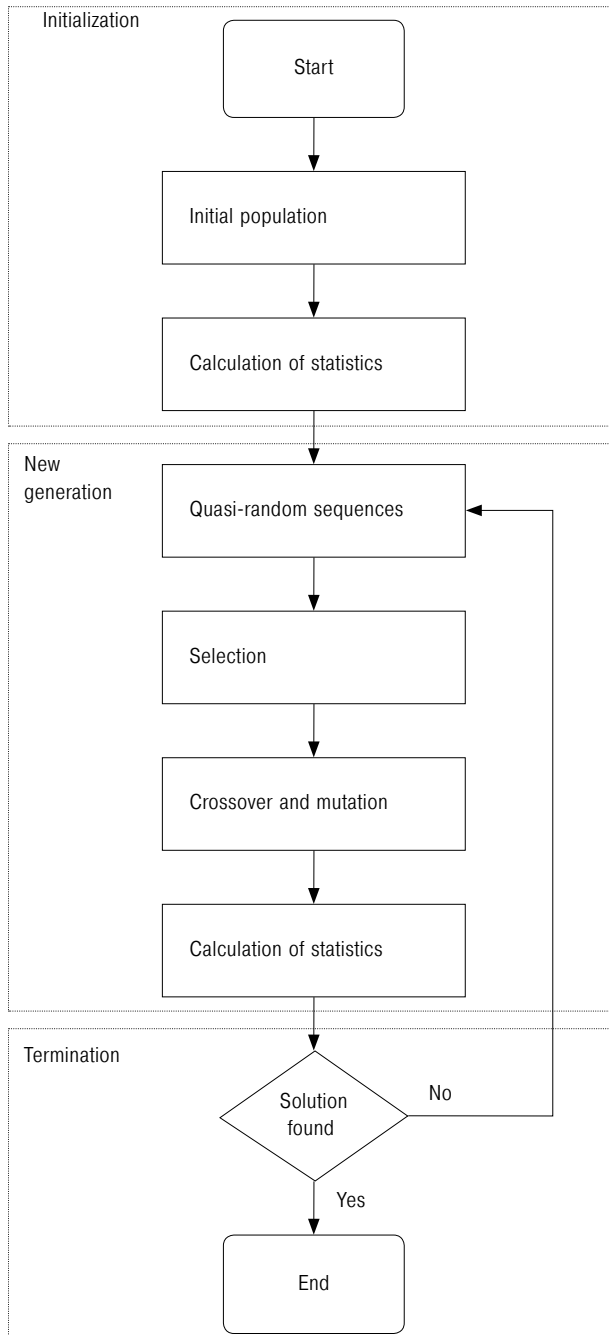 Initialization
Start
Initial population
Calculation of statistics
New
generation
Quasi-random sequences
Selection
Crossover and mutation
Calculation of statistics
Termination
Solution
found
No
Yes
End